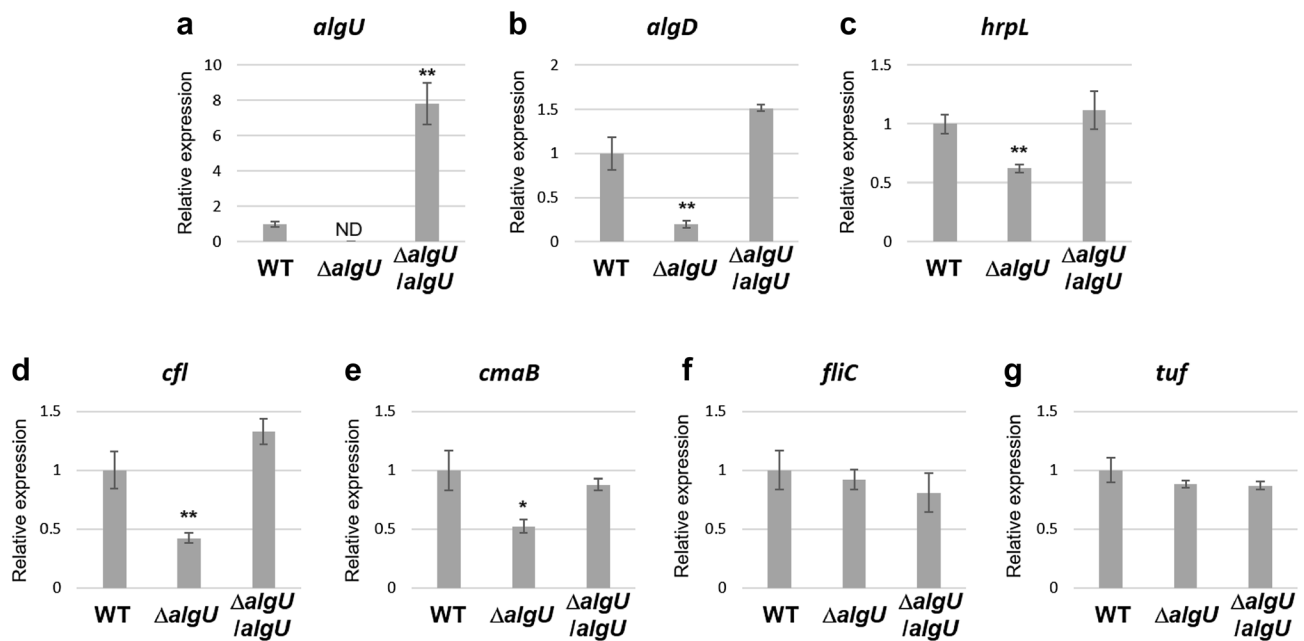 a algU
Relative expression
10
8
6
4
2
0
**
ND
WT ΔalgU ΔalgU
/algU
b algD
Relative expression
2
1.5
1
0.5
0
**
WT ΔalgU ΔalgU
/algU
c hrpL
Relative expression
1.5
1
0.5
0
**
WT ΔalgU ΔalgU
/algU
d cfl
Relative expression
1.5
1
0.5
0
**
WT ΔalgU ΔalgU
/algU
e cmaB
Relative expression
1.5
1
0.5
0
*
WT ΔalgU ΔalgU
/algU
f fliC
Relative expression
1.5
1
0.5
0
WT ΔalgU ΔalgU
/algU
g tuf
Relative expression
1.5
1
0.5
0
WT ΔalgU ΔalgU
/algU